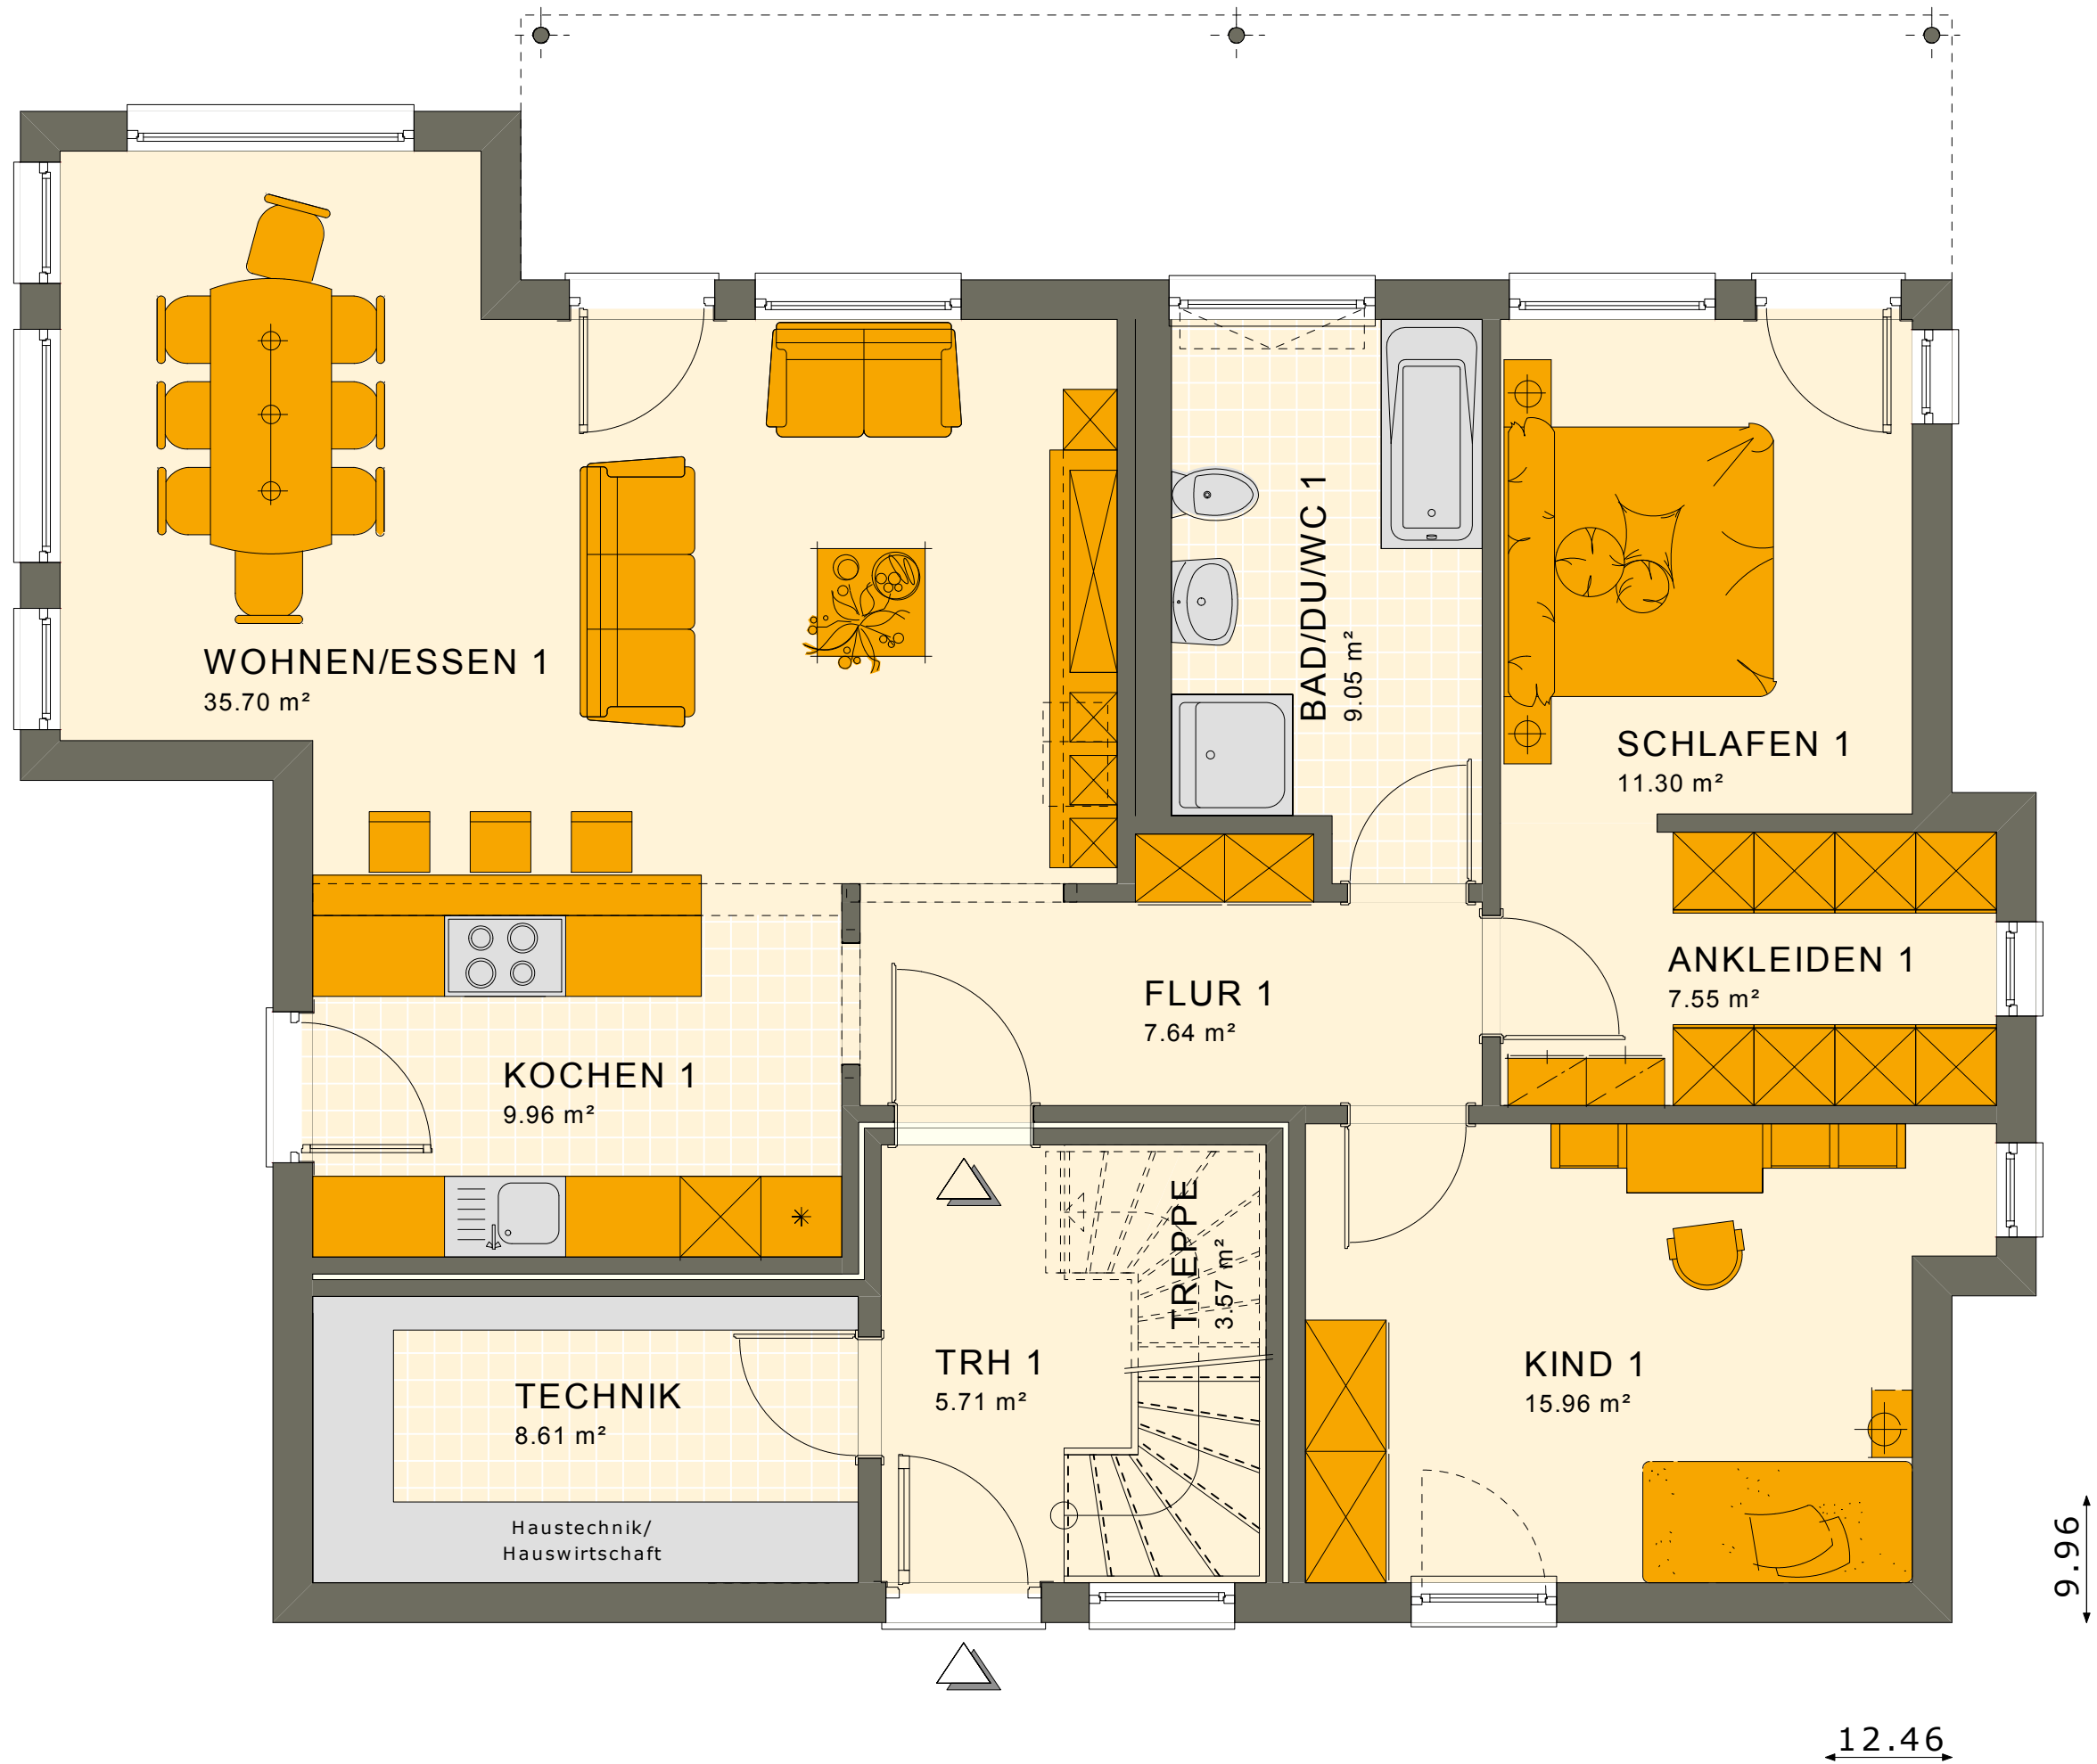 WOHNEN/ESSEN 1
35.70 m²
BAD/DU/WC 1
9.05 m²
SCHLAFEN 1
11.30 m²
ANKLEIDEN 1
7.55 m²
FLUR 1
7.64 m²
KOCHEN 1
9.96 m²
TREPPE
3.57 m²
TRH 1
5.71 m²
KIND 1
15.96 m²
TECHNIK
8.61 m²
Haustechnik/
Hauswirtschaft
9.96
12.46